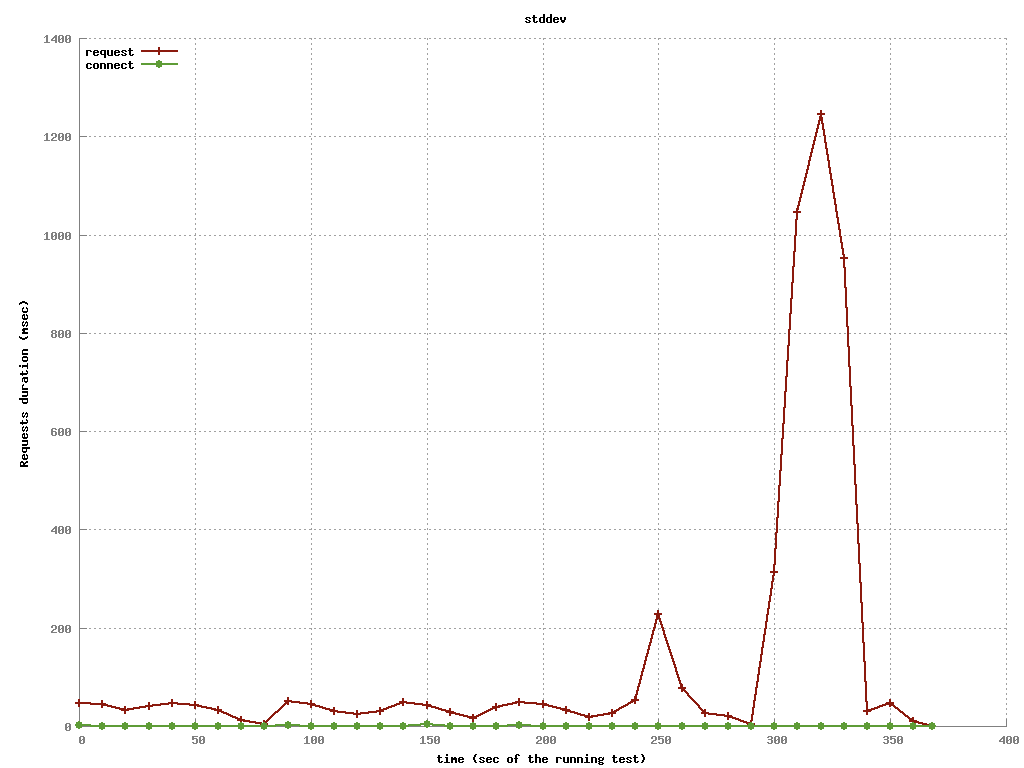 stddev
1400
request
connect
1200
1000
800
600
400
200
0
Requests duration (msec)
0 50 100 150 200 250 300 350 400
time (sec of the running test)